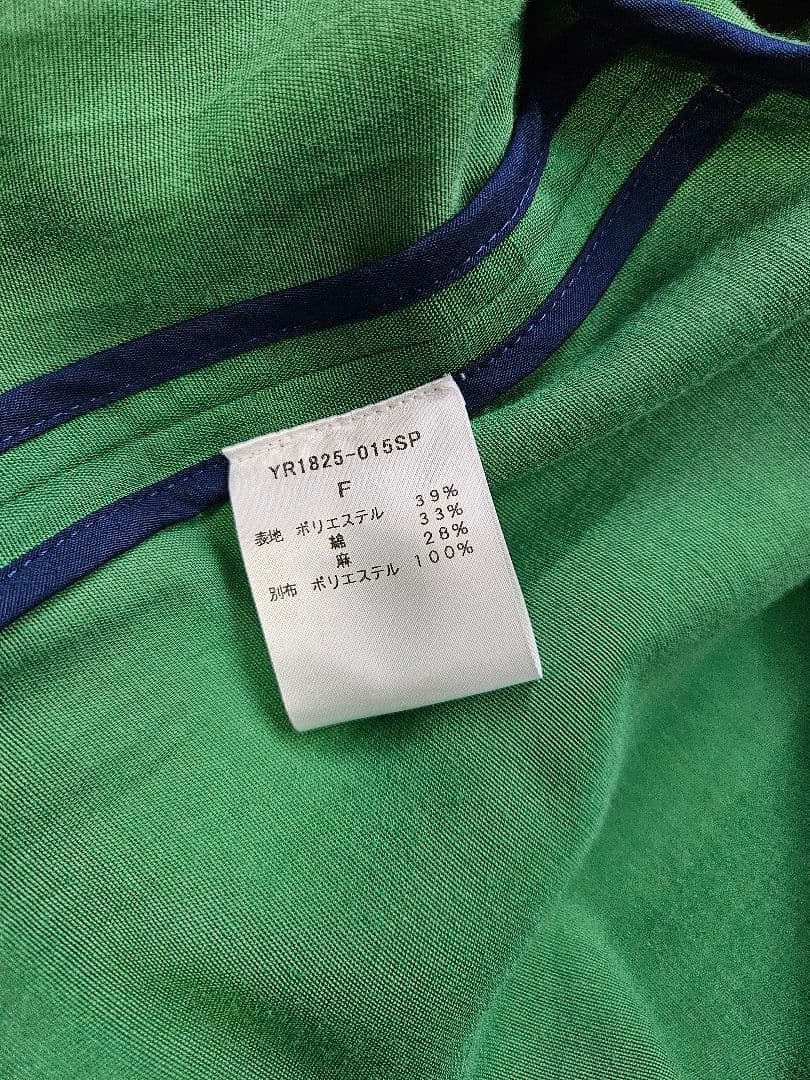 YR1825-015SP
F
表地 ポリエステル 39%
綿 33%
麻 28%
別布 ポリエステル 100%